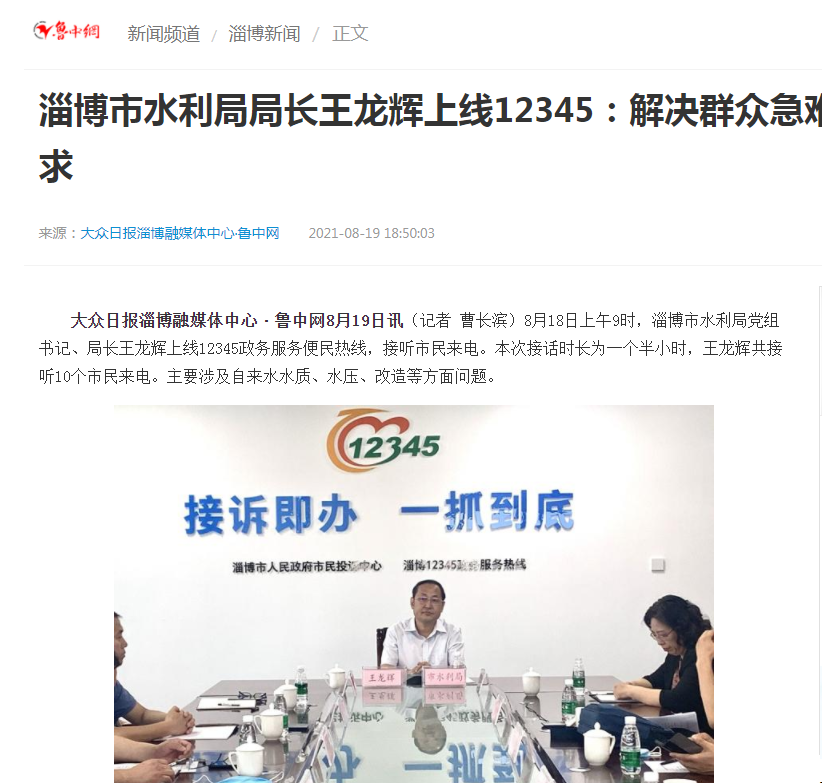 鲁中網
新闻频道 / 淄博新闻 / 正文
淄博市水利局局长王龙辉上线12345：解决群众急难
求
来源：大众日报淄博融媒体中心·鲁中网 2021-08-19 18:50:03
大众日报淄博融媒体中心·鲁中网8月19日讯（记者 曹长滨）8月18日上午9时，淄博市水利局党组
书记、局长王龙辉上线12345政务服务便民热线，接听市民来电。本次接话时长为一个半小时，王龙辉共接
听10个市民来电。主要涉及自来水水质、水压、改造等方面问题。
12345
接诉即办 一抓到底
淄博市人民政府市民投诉中心 淄博12345政务服务热线
王龙辉 市水利局